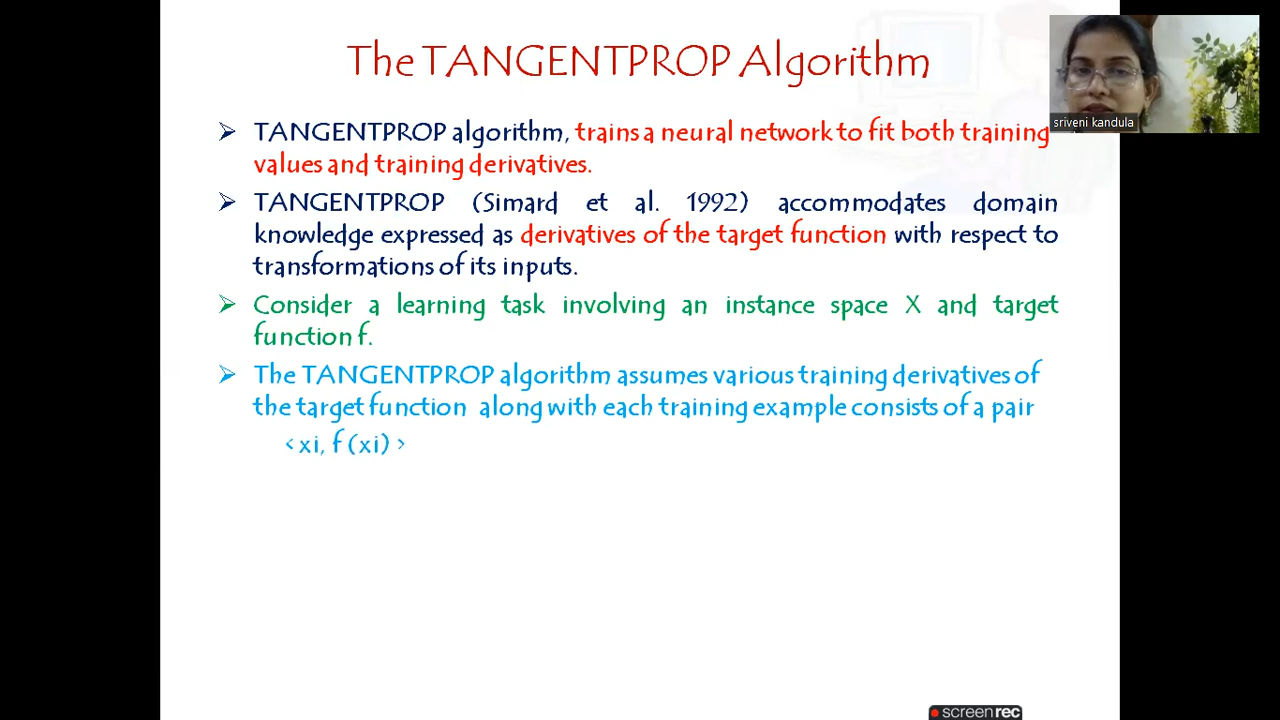 The TANGENTPROP Algorithm
sriveni kandula
➢ TANGENTPROP algorithm, trains a neural network to fit both training
values and training derivatives.
➢ TANGENTPROP (Simard et al. 1992) accommodates domain
knowledge expressed as derivatives of the target function with respect to
transformations of its inputs.
➢ Consider a learning task involving an instance space X and target
function f.
➢ The TANGENTPROP algorithm assumes various training derivatives of
the target function along with each training example consists of a pair
< xi, f (xi) >
screenrec